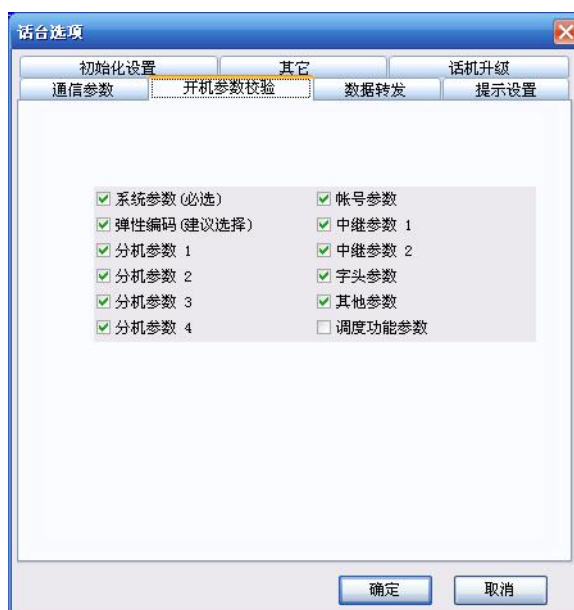 话台选项
初始化设置 其它 话机升级
通信参数 开机参数校验 数据转发 提示设置
系统参数(必选) 帐号参数
弹性编码(建议选择) 中继参数 1
分机参数 1 中继参数 2
分机参数 2 字头参数
分机参数 3 其他参数
分机参数 4 调度功能参数
确定 取消